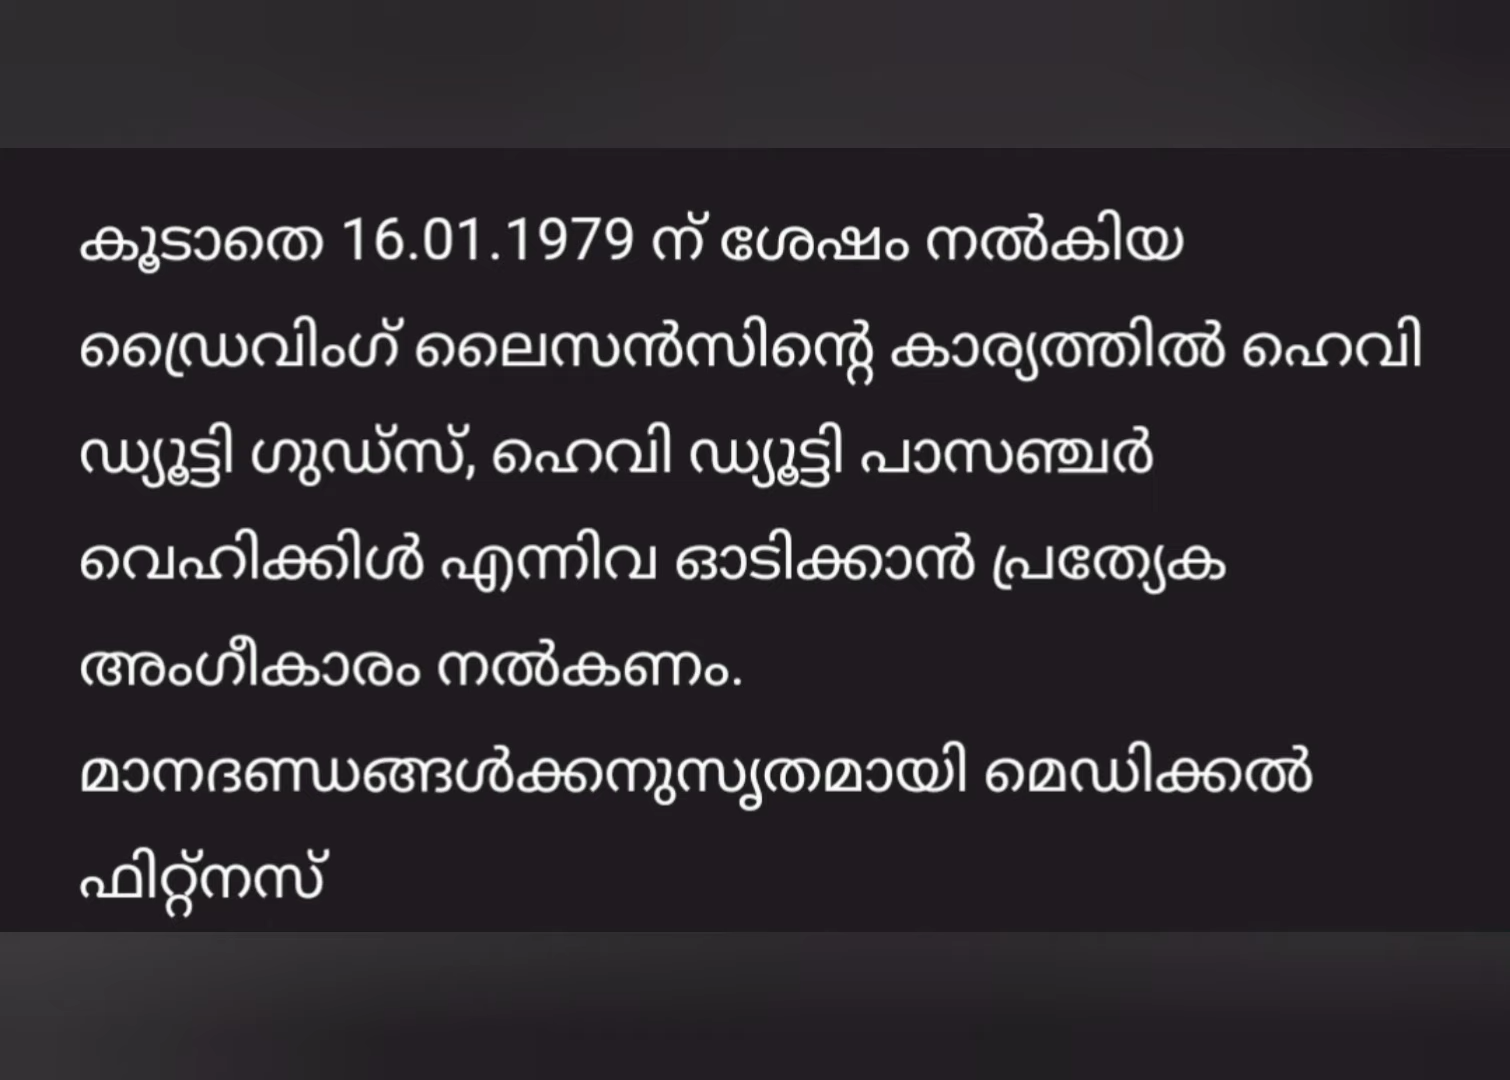 കൂടാതെ 16.01.1979 ന് ശേഷം നൽകിയ
ഡ്രൈവിംഗ് ലൈസൻസിന്റെ കാര്യത്തിൽ ഹെവി
ഡ്യൂട്ടി ഗുഡ്സ്, ഹെവി ഡ്യൂട്ടി പാസഞ്ചർ
വെഹിക്കിൾ എന്നിവ ഓടിക്കാൻ പ്രത്യേക
അംഗീകാരം നൽകണം.
മാനദണ്ഡങ്ങൾക്കനുസൃതമായി മെഡിക്കൽ
ഫിറ്റ്നസ്